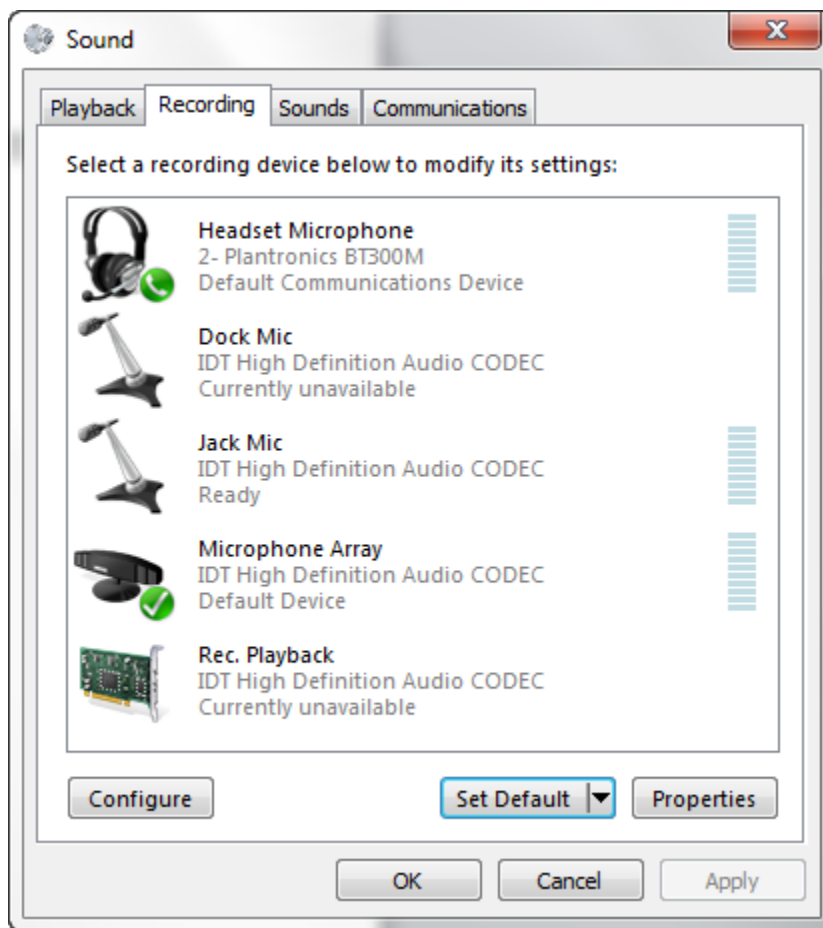 Sound
Playback Recording Sounds Communications
Select a recording device below to modify its settings:
Headset Microphone
2- Plantronics BT300M
Default Communications Device
Dock Mic
IDT High Definition Audio CODEC
Currently unavailable
Jack Mic
IDT High Definition Audio CODEC
Ready
Microphone Array
IDT High Definition Audio CODEC
Default Device
Rec. Playback
IDT High Definition Audio CODEC
Currently unavailable
Configure Set Default Properties
OK Cancel Apply